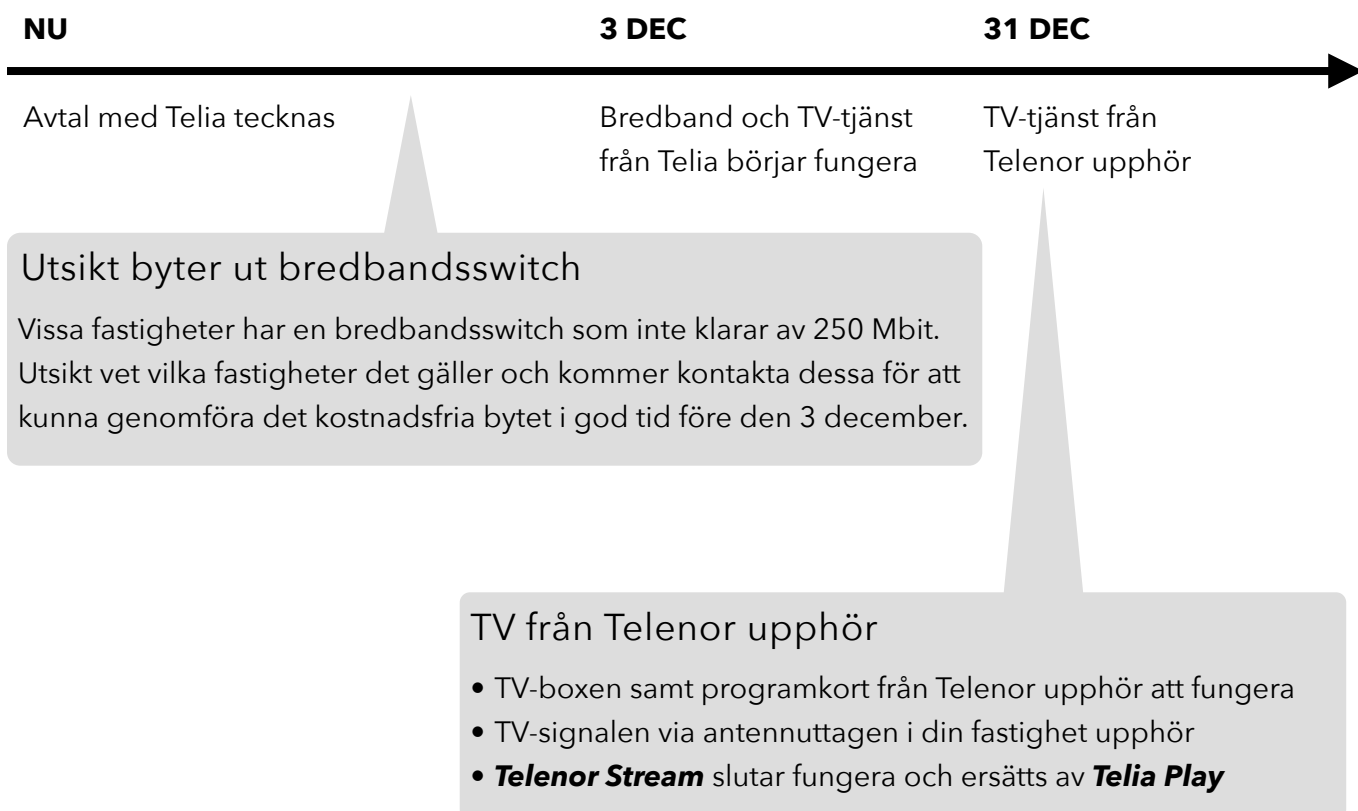 NU
3 DEC
31 DEC
Avtal med Telia tecknas
Bredband och TV-tjänst
från Telia börjar fungera
TV-tjänst från
Telenor upphör
Utsikt byter ut bredbandsswitch
Vissa fastigheter har en bredbandsswitch som inte klarar av 250 Mbit.
Utsikt vet vilka fastigheter det gäller och kommer kontakta dessa för att
kunna genomföra det kostnadsfria bytet i god tid före den 3 december.
TV från Telenor upphör
• TV-boxen samt programkort från Telenor upphör att fungera
• TV-signalen via antennuttagen i din fastighet upphör
• Telenor Stream slutar fungera och ersätts av Telia Play